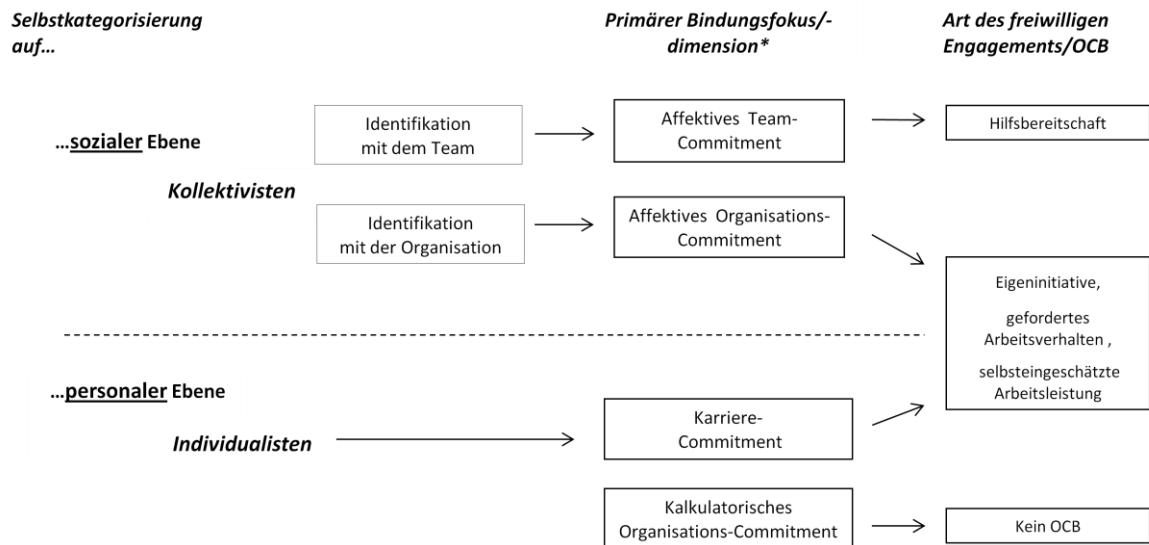 Selbstkategorisierung
auf...
Primärer Bindungsfokus/-
dimension*
Art des freiwilligen
Engagements/OCB
...sozialer Ebene
Kollektivisten
Identifikation
mit dem Team
Affektives Team-
Commitment
Hilfsbereitschaft
Identifikation
mit der Organisation
Affektives Organisations-
Commitment
Eigeninitiative,
gefordertes
Arbeitsverhalten ,
selbsteingeschätzte
Arbeitsleistung
...personaler Ebene
Individualisten
Karriere-
Commitment
Kalkulatorisches
Organisations-Commitment
Kein OCB